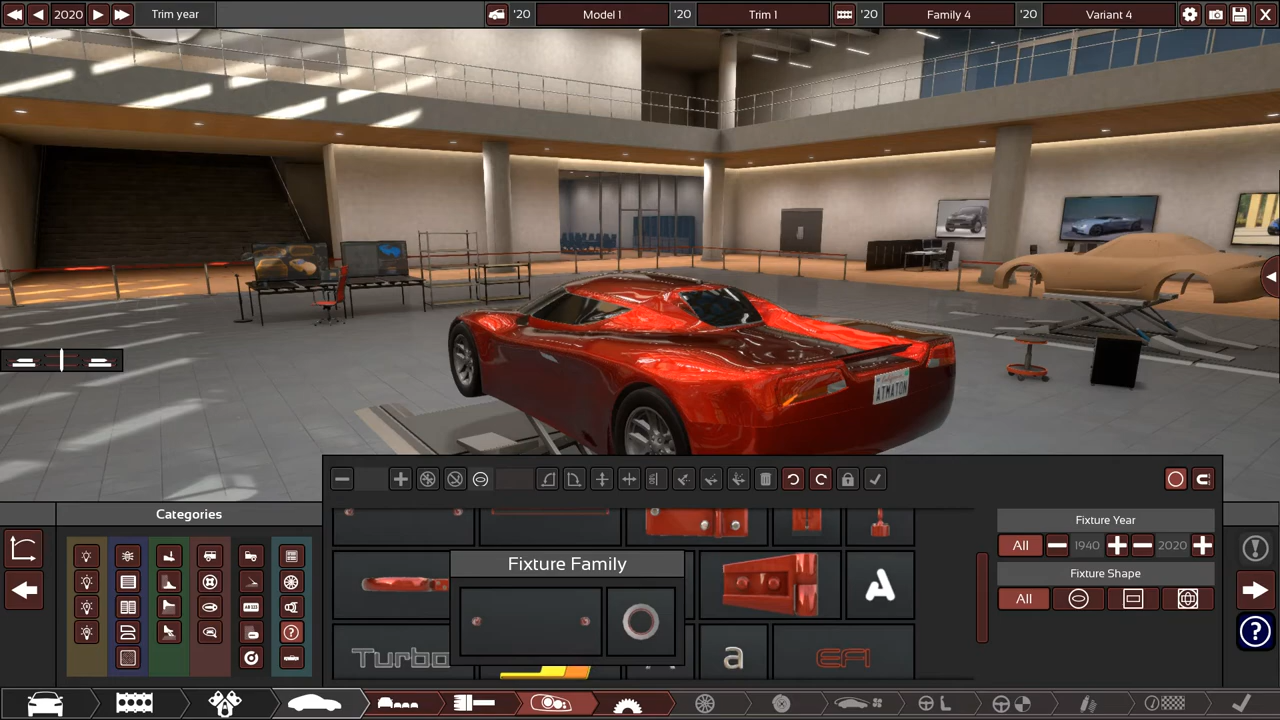 2020
Trim year
'20
Model 1
'20
Trim 1
'20
Family 4
'20
Variant 4
ATMATON
Categories
Fixture Year
All
1940
2020
Fixture Shape
All
Fixture Family
A
Turbo
a
EFI
?
?